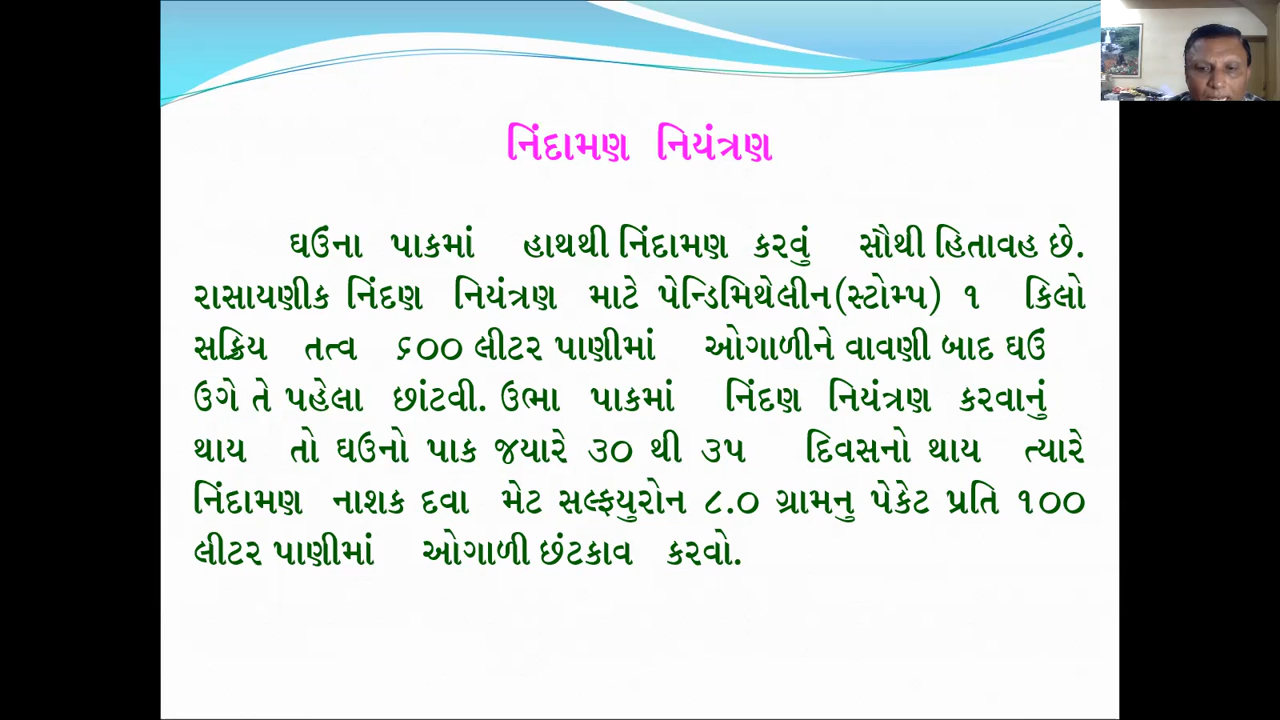 નિંદામણ નિયંત્રણ
ઘઉંના પાકમાં હાથથી નિંદામણ કરવું સૌથી હિતાવહ છે.
રાસાયણીક નિંદણ નિયંત્રણ માટે પેન્ડિમિથેલીન(સ્ટોમ્પ) ૧ કિલો
સક્રિય તત્વ ૬૦૦ લીટર પાણીમાં ઓગાળીને વાવણી બાદ ઘઉં
ઉગે તે પહેલા છાંટવી. ઉભા પાકમાં નિંદણ નિયંત્રણ કરવાનું
થાય તો ઘઉંનો પાક જયારે ૩૦ થી ૩૫ દિવસનો થાય ત્યારે
નિંદામણ નાશક દવા મેટ સલ્ફયુરોન ૮.૦ ગ્રામનુ પેકેટ પ્રતિ ૧૦૦
લીટર પાણીમાં ઓગાળી છંટકાવ કરવો.